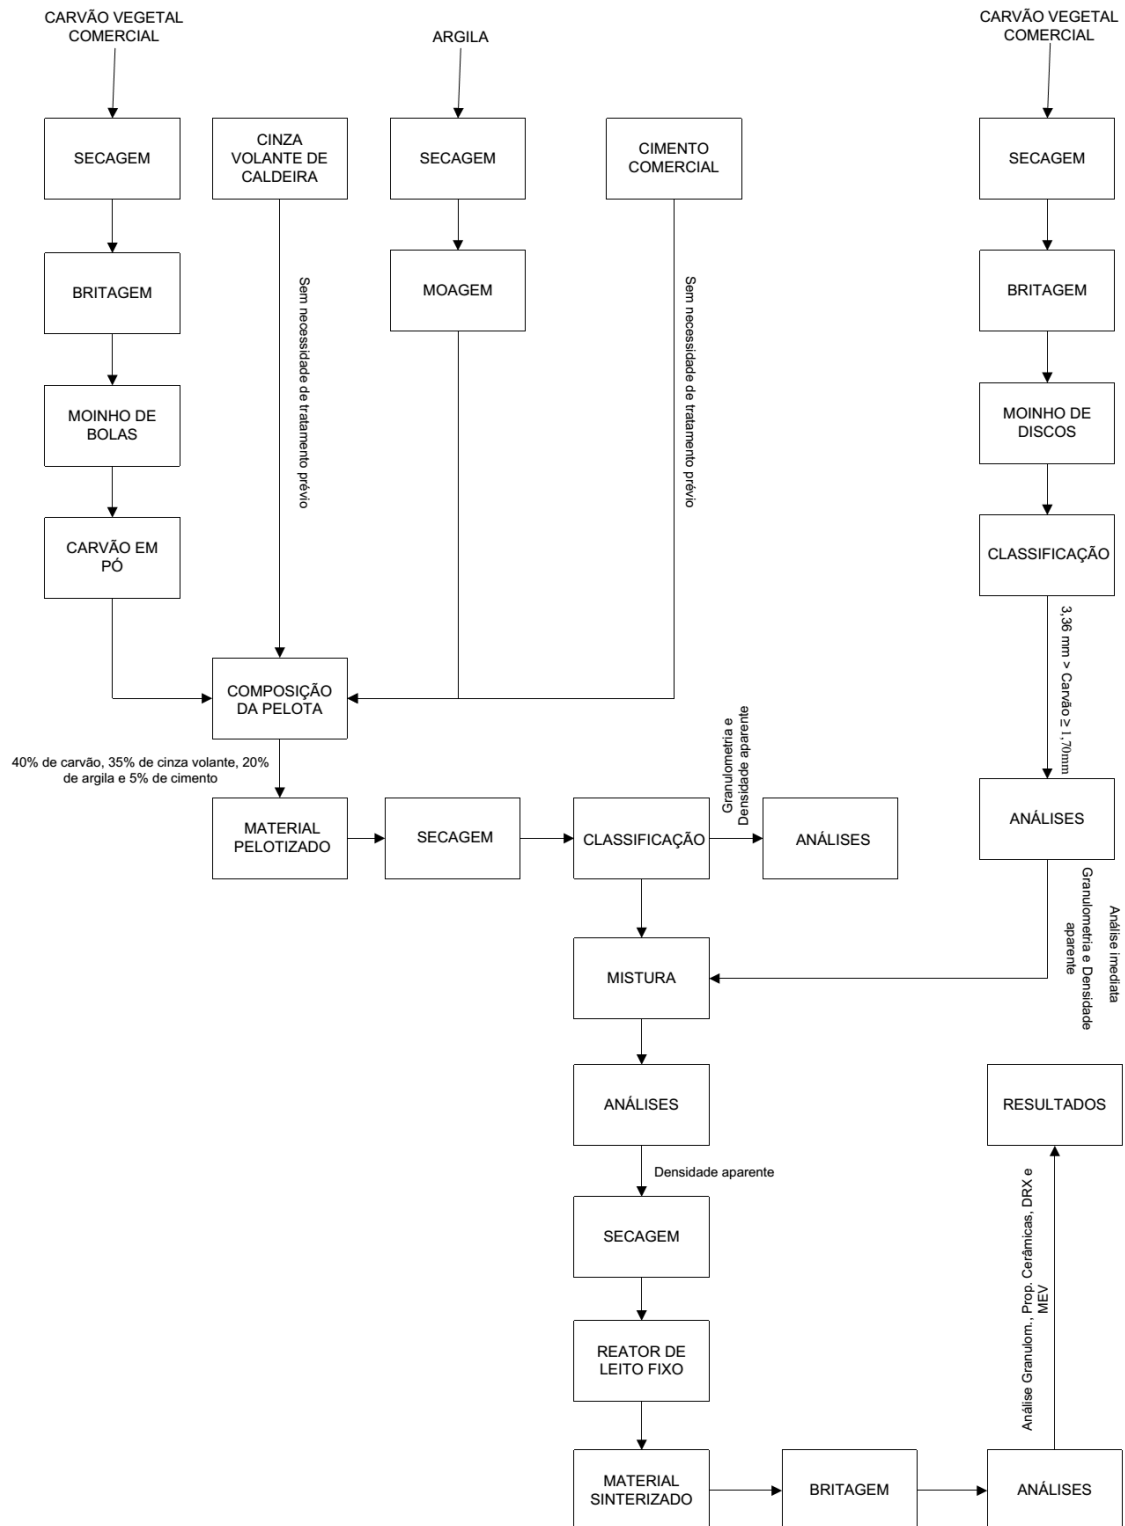 CARVÃO VEGETAL
COMERCIAL
ARGILA
CARVÃO VEGETAL
COMERCIAL
SECAGEM
CINZA
VOLANTE DE
CALDEIRA
SECAGEM
CIMENTO
COMERCIAL
SECAGEM
BRITAGEM
Sem necessidade de tratamento prévio
MOAGEM
Sem necessidade de tratamento prévio
BRITAGEM
MOINHO DE
BOLAS
MOINHO DE
DISCOS
CARVÃO EM
PÓ
CLASSIFICAÇÃO
3,36 mm > Carvão ≥ 1,70mm
COMPOSIÇÃO
DA PELOTA
40% de carvão, 35% de cinza volante, 20%
de argila e 5% de cimento
MATERIAL
PELOTIZADO
SECAGEM
CLASSIFICAÇÃO
Granulometria e
Densidade aparente
ANÁLISES
ANÁLISES
Análise imediata
Granulometria e Densidade
aparente
MISTURA
ANÁLISES
Densidade aparente
RESULTADOS
SECAGEM
Análise Granulom., Prop. Cerâmicas, DRX e
MEV
REATOR DE
LEITO FIXO
MATERIAL
SINTERIZADO
BRITAGEM
ANÁLISES